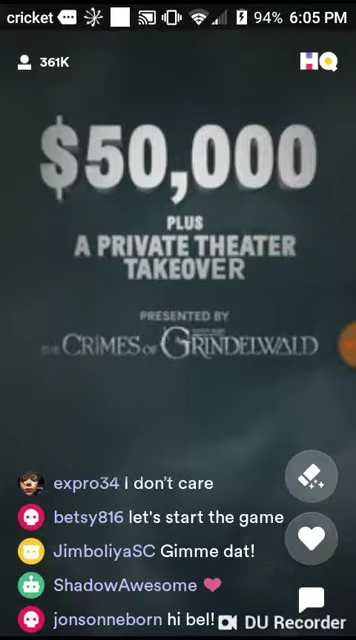 cricket 94% 6:05 PM
361K HQ
$50,000
PLUS
A PRIVATE THEATER
TAKEOVER
PRESENTED BY
THE CRIMES OF GRINDELWALD
expro34 I don't care
betsy816 let's start the game
JimboliyaSC Gimme dat!
ShadowAwesome
jonsonneborn hi bel!
DU Recorder